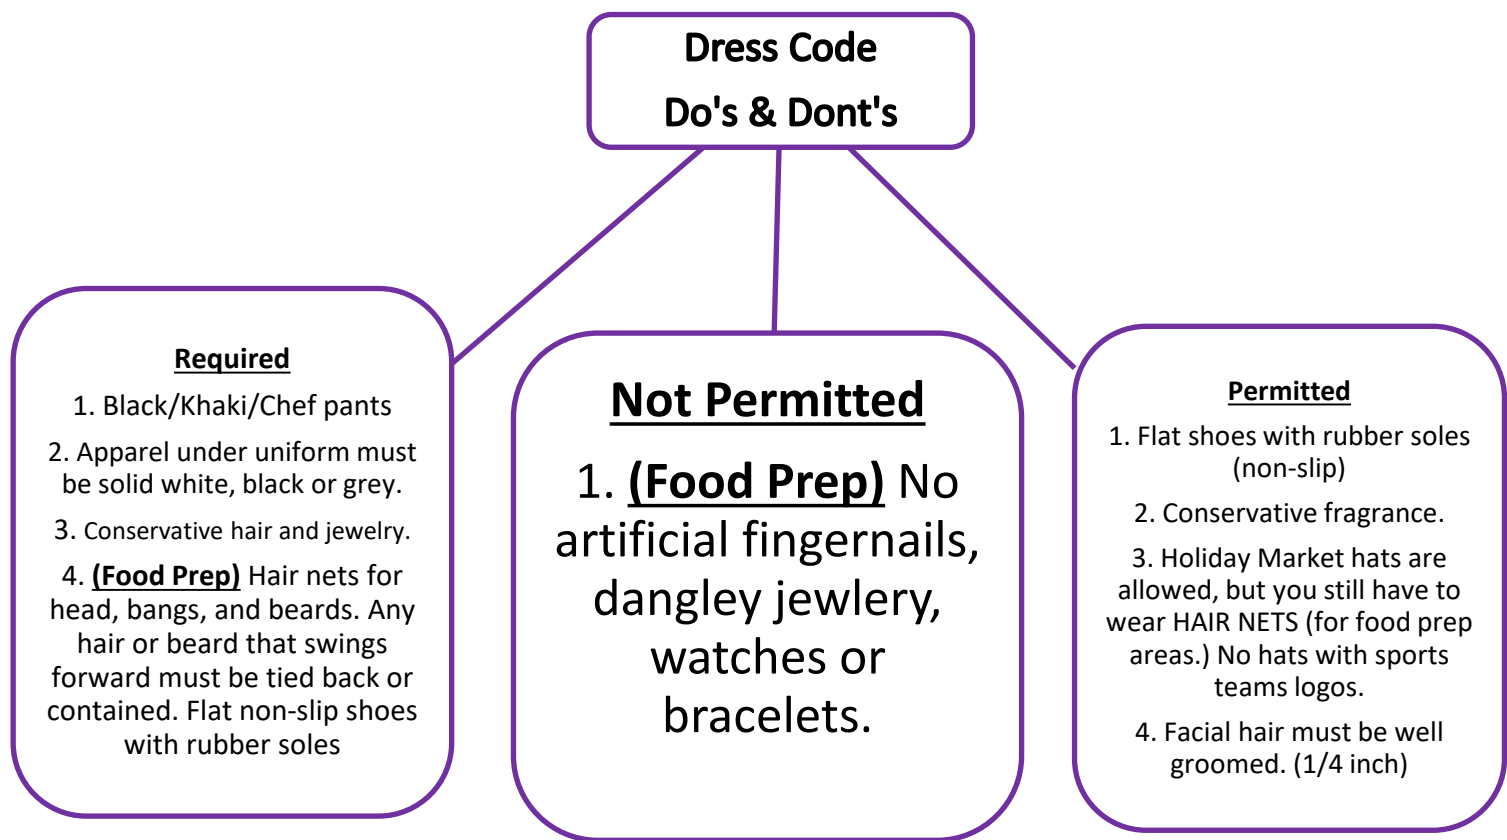 Dress Code
Do's & Dont's
Required
1. Black/Khaki/Chef pants
2. Apparel under uniform must
be solid white, black or grey.
3. Conservative hair and jewelry.
4. (Food Prep) Hair nets for
head, bangs, and beards. Any
hair or beard that swings
forward must be tied back or
contained. Flat non-slip shoes
with rubber soles
Not Permitted
1. (Food Prep) No
artificial fingernails,
dangley jewlery,
watches or
bracelets.
Permitted
1. Flat shoes with rubber soles
(non-slip)
2. Conservative fragrance.
3. Holiday Market hats are
allowed, but you still have to
wear HAIR NETS (for food prep
areas.) No hats with sports
teams logos.
4. Facial hair must be well
groomed. (1/4 inch)